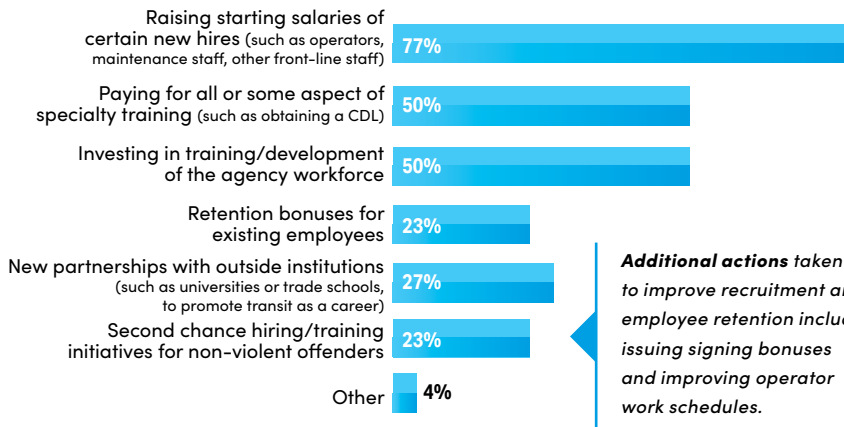 Raising starting salaries of
certain new hires (such as operators,
maintenance staff, other front-line staff)
77%
Paying for all or some aspect of
specialty training (such as obtaining a CDL)
50%
Investing in training/development
of the agency workforce
50%
Retention bonuses for
existing employees
23%
New partnerships with outside institutions
(such as universities or trade schools,
to promote transit as a career)
27%
Second chance hiring/training
initiatives for non-violent offenders
23%
Other
4%
Additional actions taken
to improve recruitment
employee retention
issuing signing bonuses
and improving operator
work schedules.